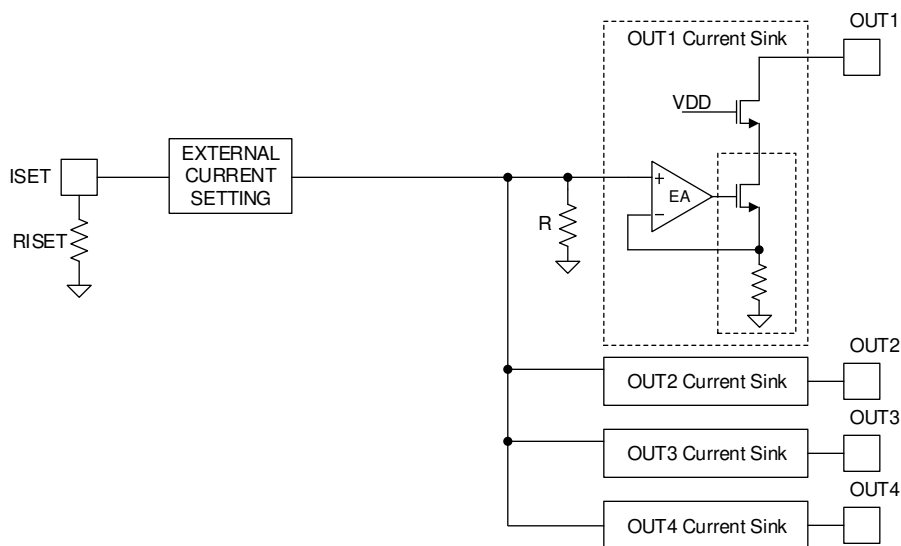 OUT1
OUT1 Current Sink
VDD
EXTERNAL
CURRENT
SETTING
ISET
+
EA
−
RISET
R
OUT2
OUT2 Current Sink
OUT3
OUT3 Current Sink
OUT4
OUT4 Current Sink